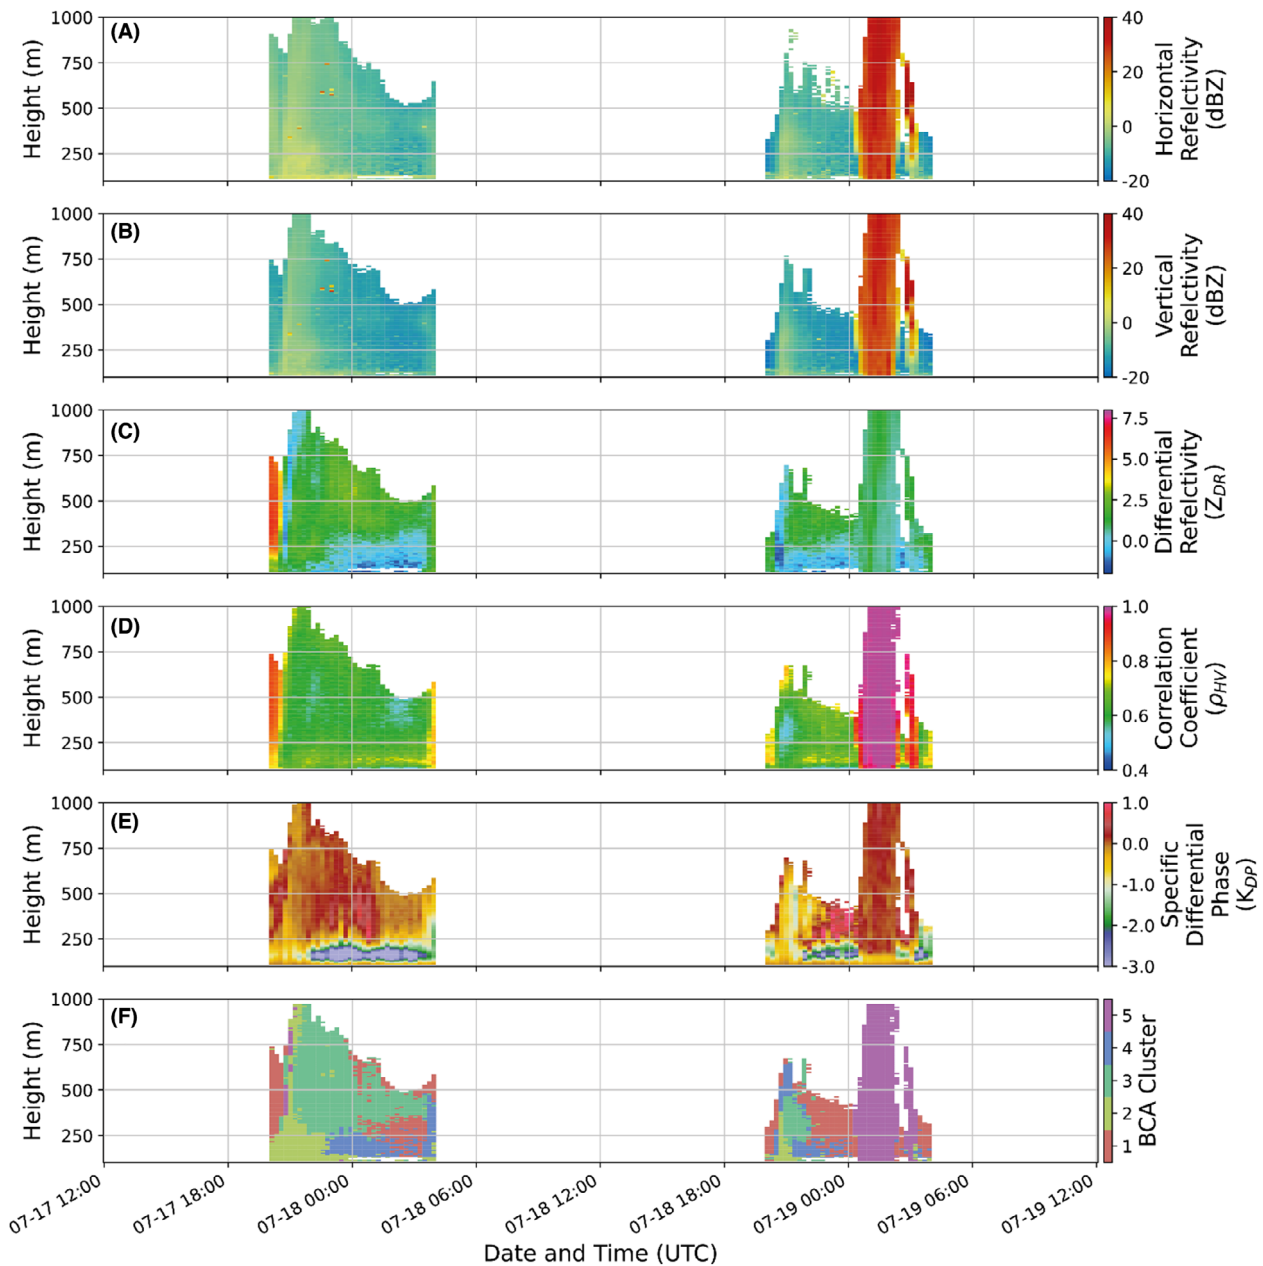 (A)
1000
750
500
250
Height (m)
40
20
0
-20
Horizontal
Refelctivity
(dBZ)
(B)
1000
750
500
250
Height (m)
40
20
0
-20
Vertical
Refelctivity
(dBZ)
(C)
1000
750
500
250
Height (m)
7.5
5.0
2.5
0.0
Differential
Refelctivity
(ZDR)
(D)
1000
750
500
250
Height (m)
1.0
0.8
0.6
0.4
Correlation
Coefficient
(ρHV)
(E)
1000
750
500
250
Height (m)
1.0
0.0
-1.0
-2.0
-3.0
Specific
Differential
Phase
(KDP)
(F)
1000
750
500
250
Height (m)
5
4
3
2
1
BCA Cluster
07-17 12:00
07-17 18:00
07-18 00:00
07-18 06:00
07-18 12:00
07-18 18:00
07-19 00:00
07-19 06:00
07-19 12:00
Date and Time (UTC)